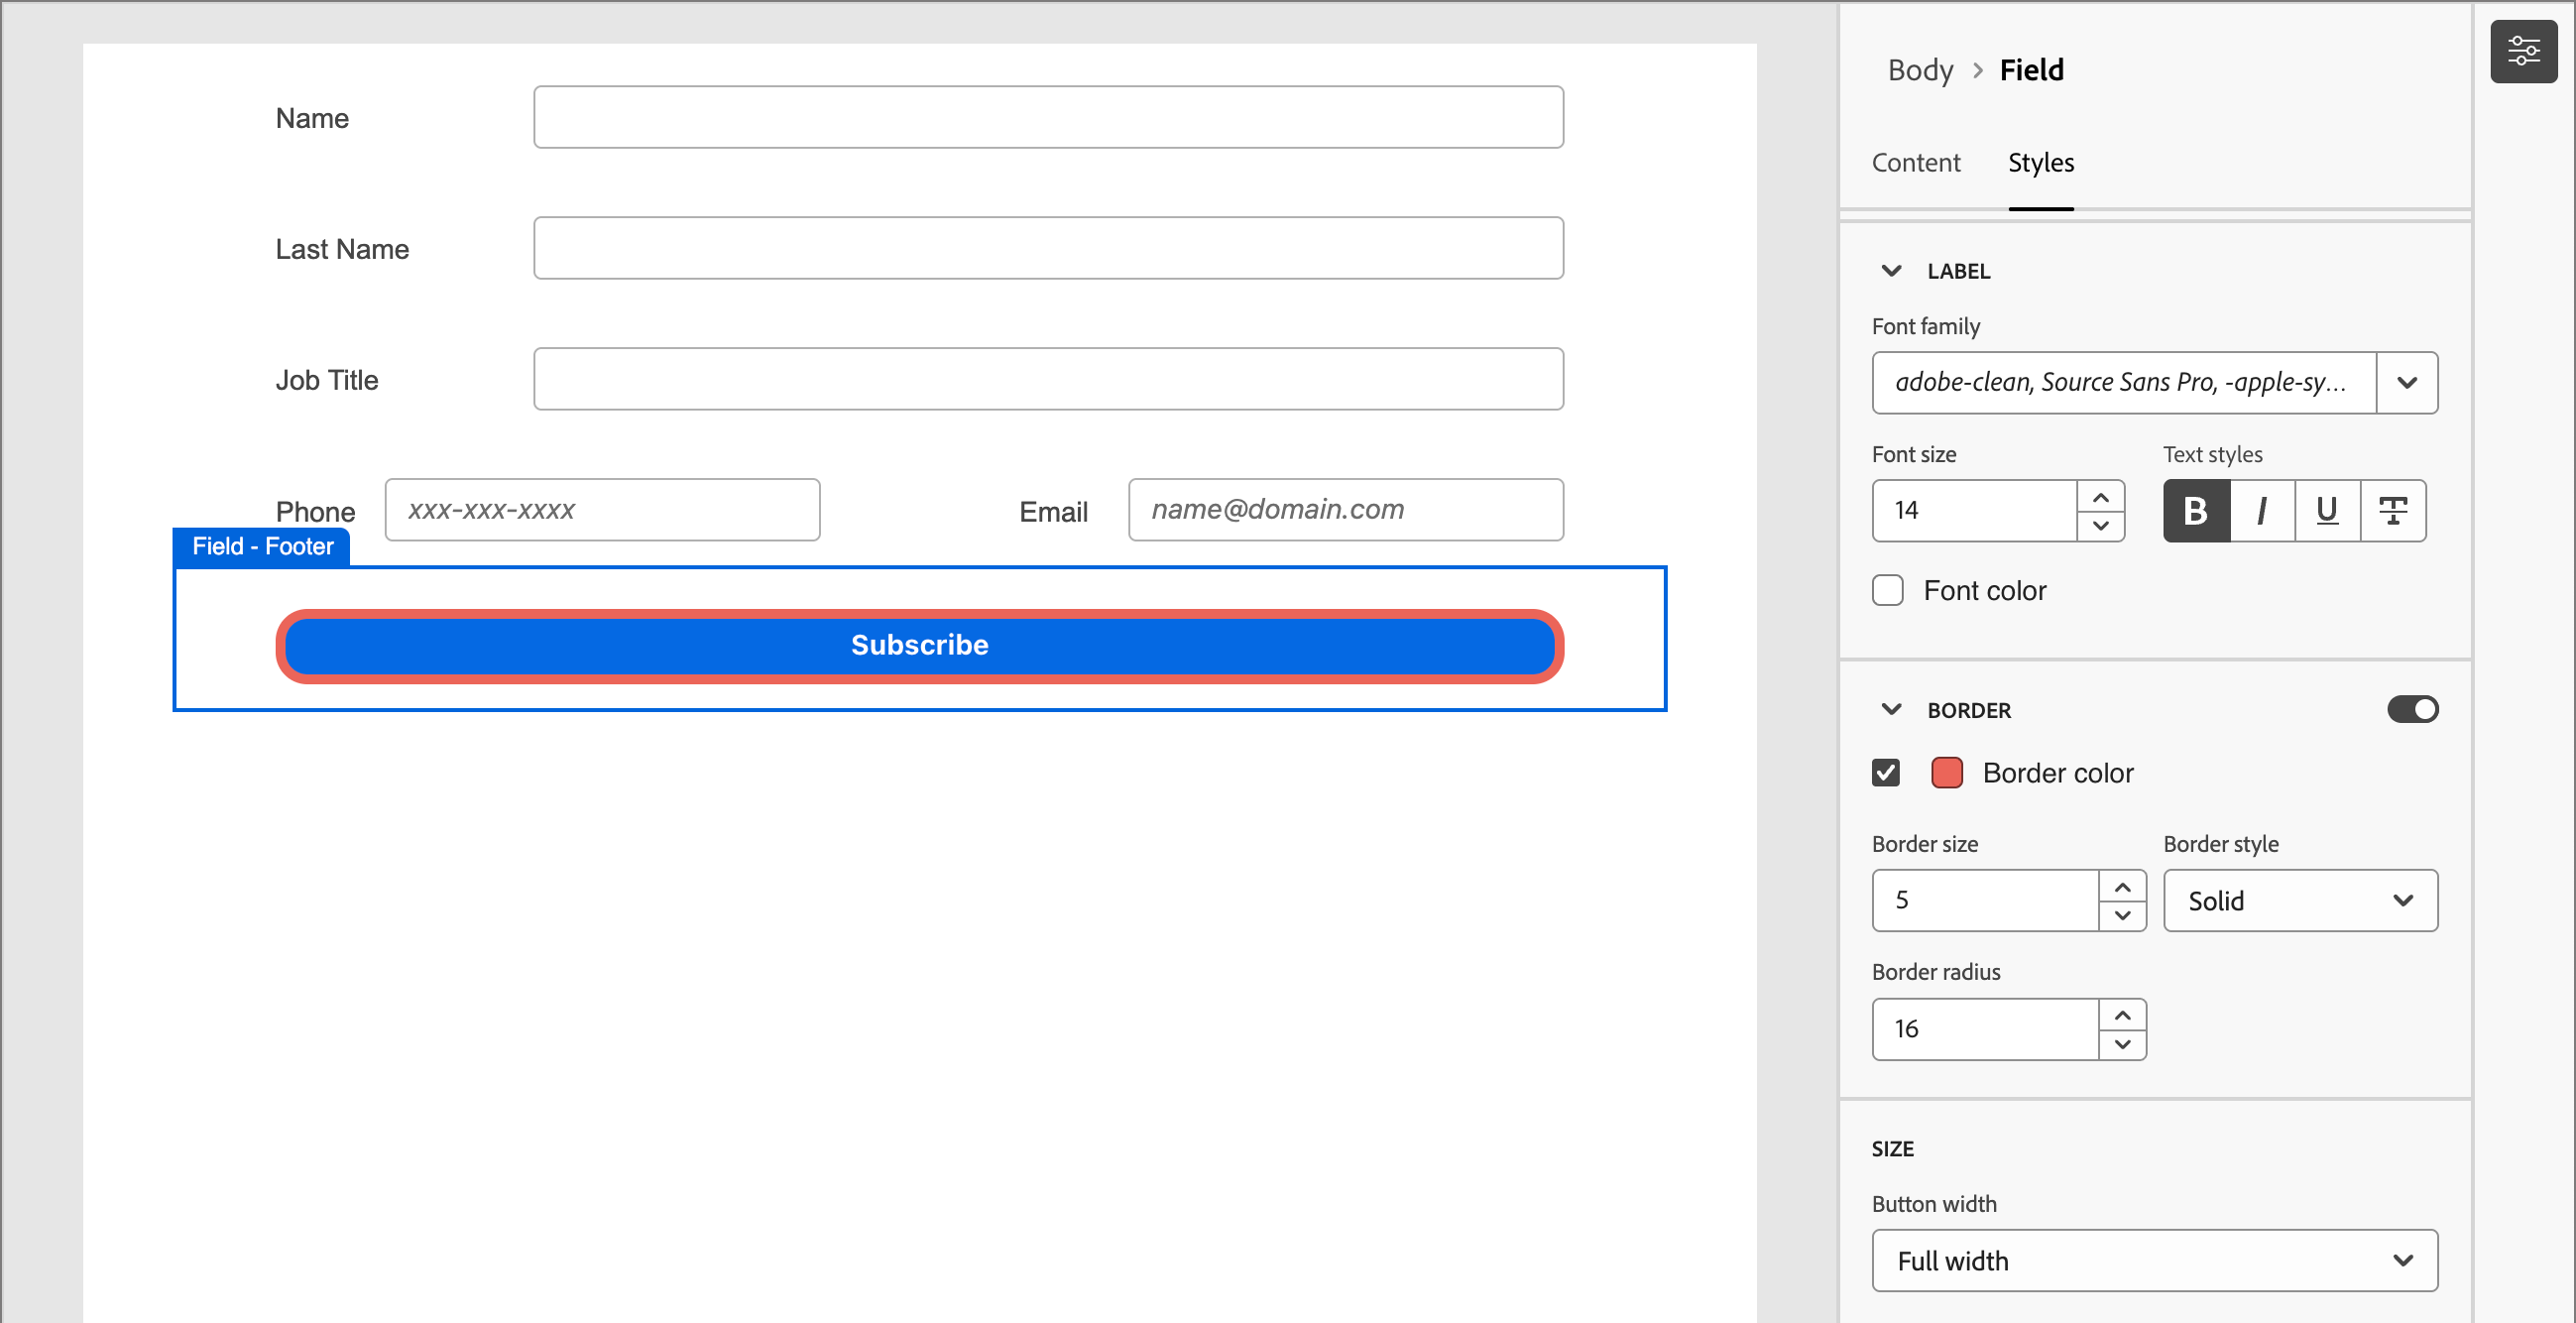 Name
Last Name
Job Title
Phone xxx-xxx-xxxx Email name@domain.com
Field - Footer
Subscribe
Body > Field
Content Styles
LABEL
Font family
adobe-clean, Source Sans Pro, -apple-sy...
Font size Text styles
14 B I U T
Font color
BORDER
Border color
Border size Border style
5 Solid
Border radius
16
SIZE
Button width
Full width